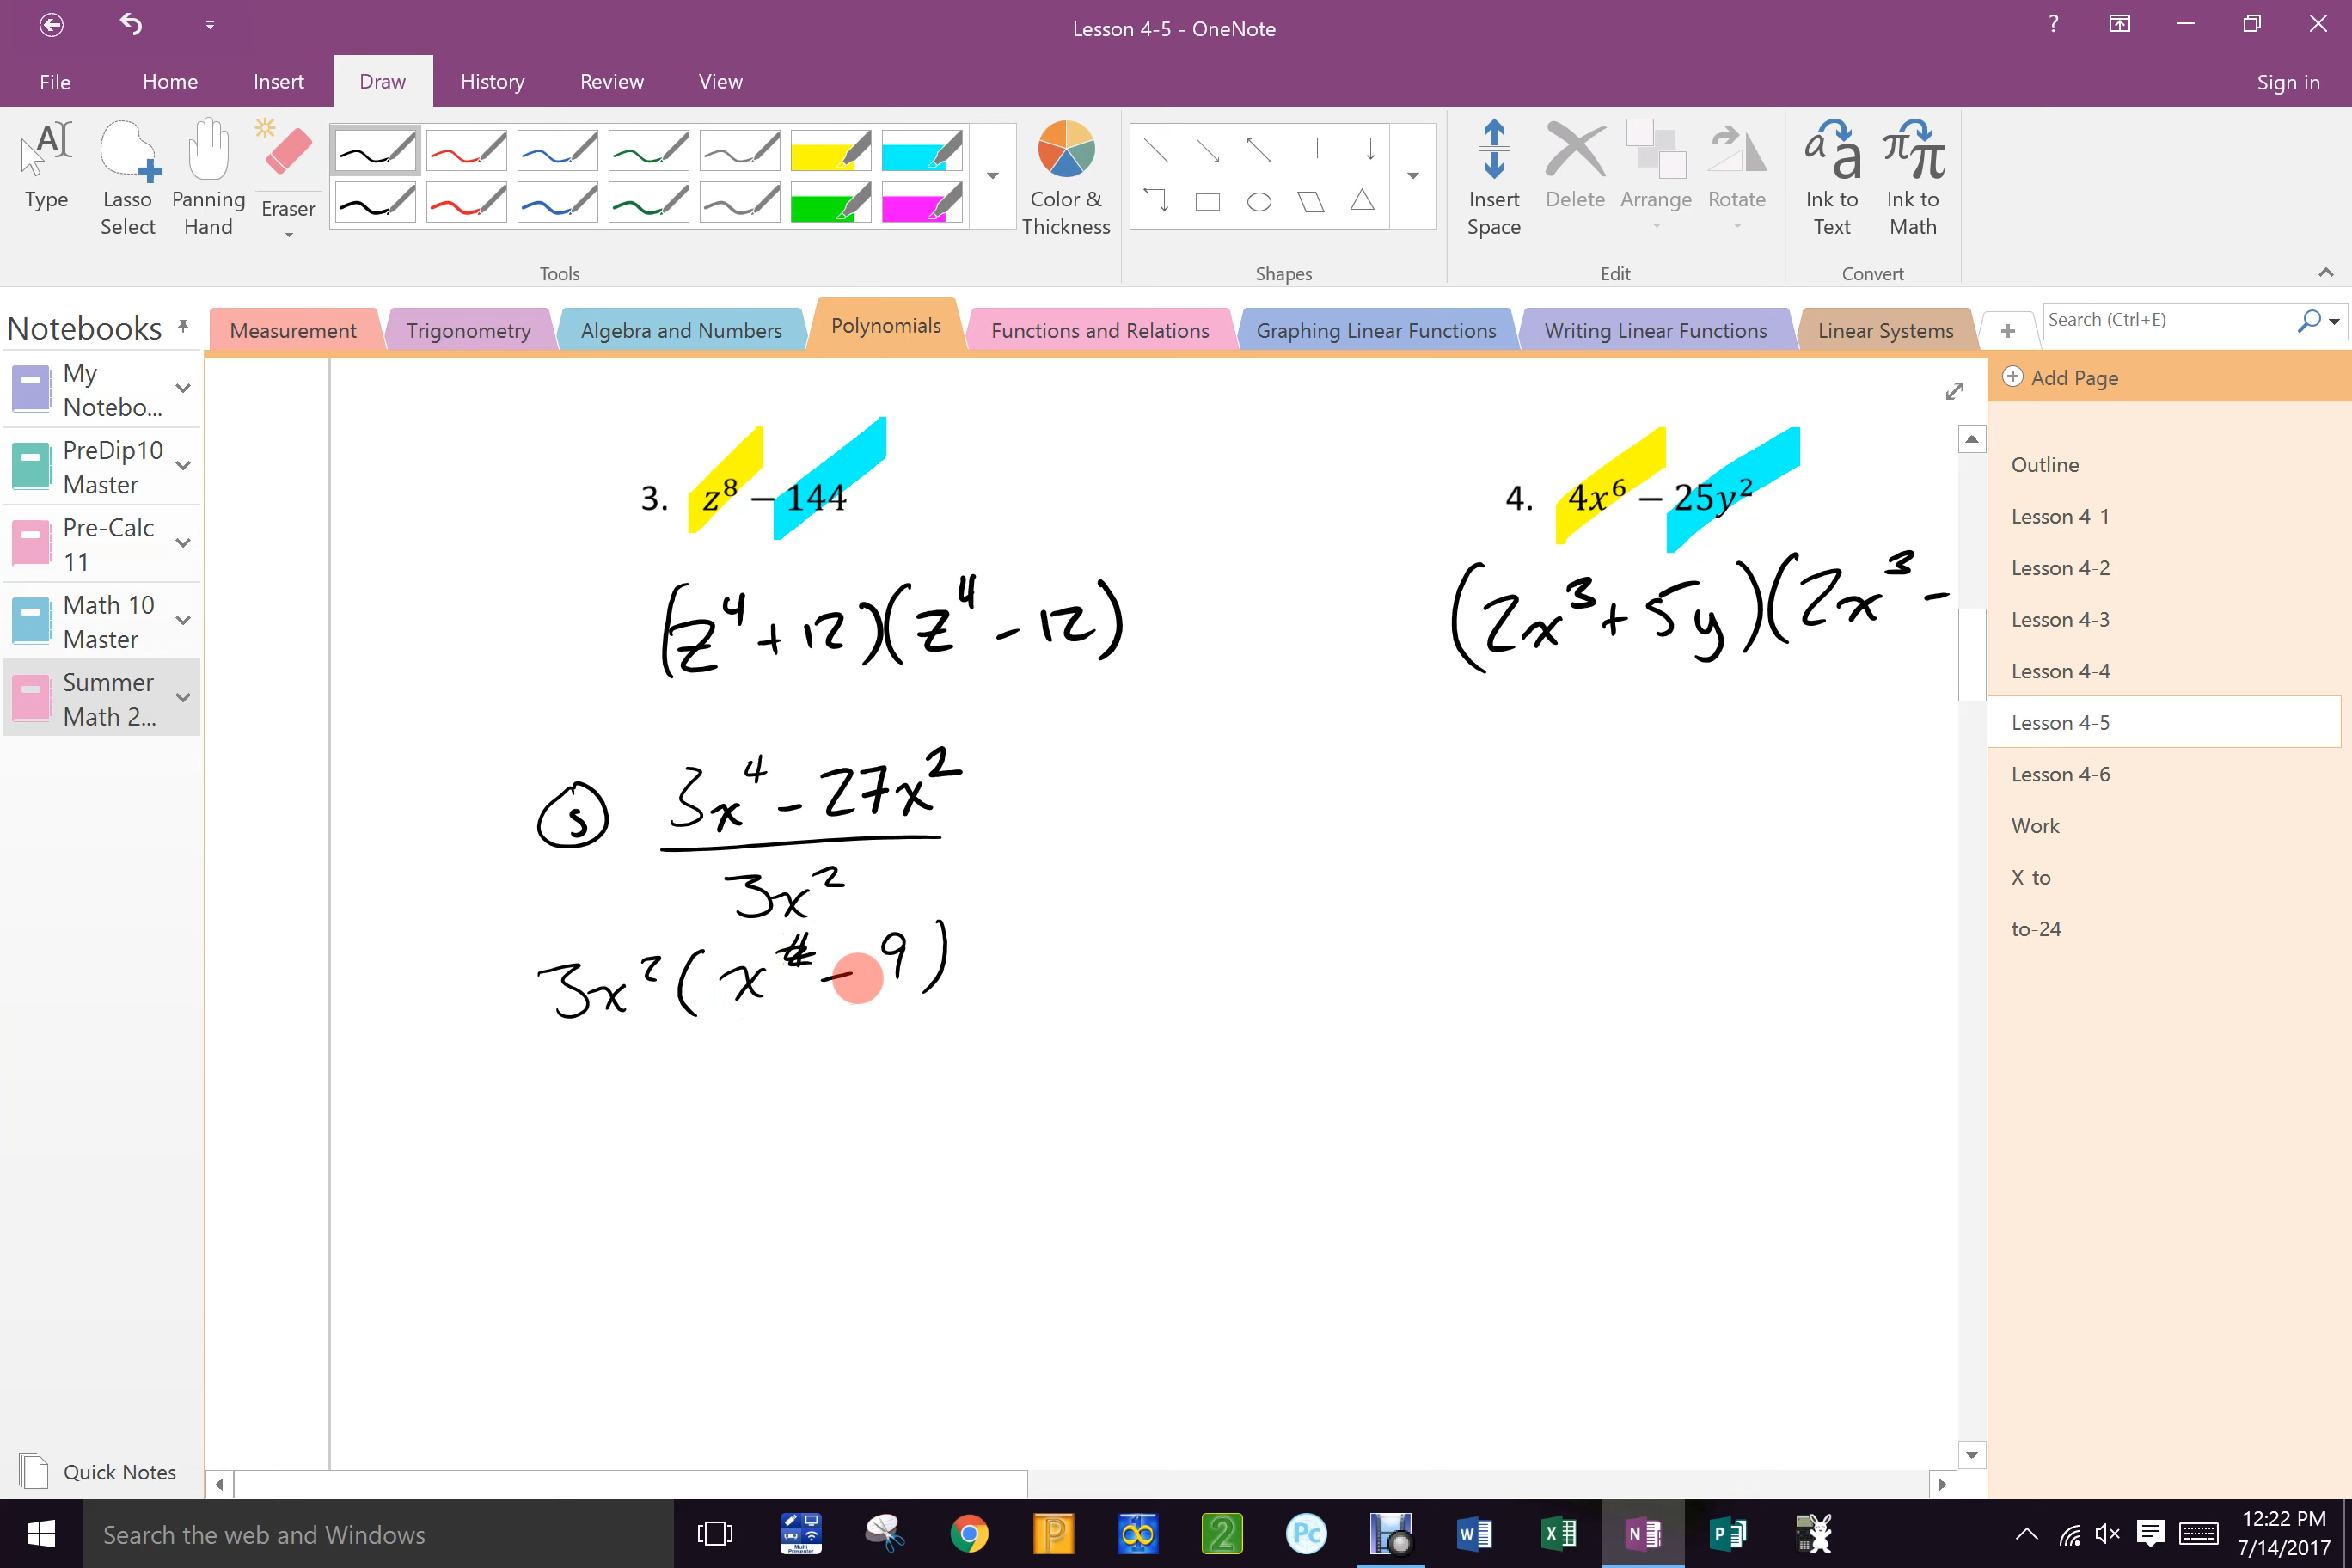 Lesson 4-5 - OneNote
?
File Home Insert Draw History Review View Sign in
Type
Lasso Select
Panning Hand
Eraser
Color & Thickness
Insert Space
Delete
Arrange
Rotate
Ink to Text
Ink to Math
Tools Shapes Edit Convert
Notebooks
Measurement Trigonometry Algebra and Numbers Polynomials Functions and Relations Graphing Linear Functions Writing Linear Functions Linear Systems +
Search (Ctrl+E)
My Notebo...
PreDip10 Master
Pre-Calc 11
Math 10 Master
Summer Math 2...
Quick Notes
3. z⁸ − 144
(z⁴ + 12)(z⁴ - 12)
4. 4x⁶ − 25y²
(2x³ + 5y)(2x³ -
5 3x⁴ - 27x²
3x²
3x² ( x - 9 )
Add Page
Outline
Lesson 4-1
Lesson 4-2
Lesson 4-3
Lesson 4-4
Lesson 4-5
Lesson 4-6
Work
X-to
to-24
Search the web and Windows
12:22 PM
7/14/2017